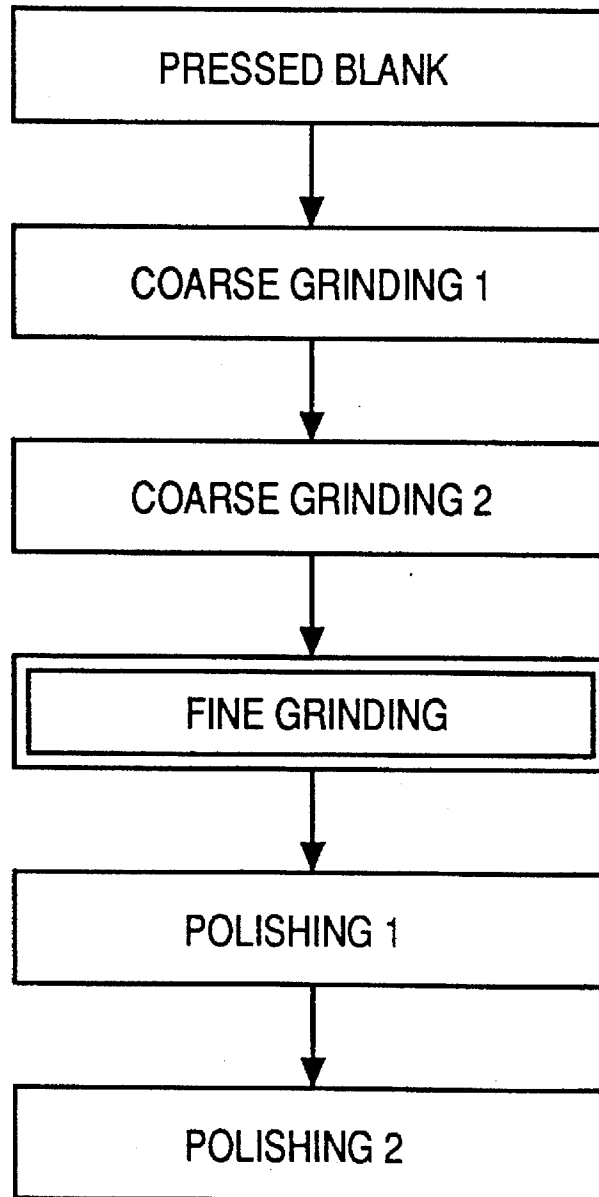 PRESSED BLANK
COARSE GRINDING 1
COARSE GRINDING 2
FINE GRINDING
POLISHING 1
POLISHING 2